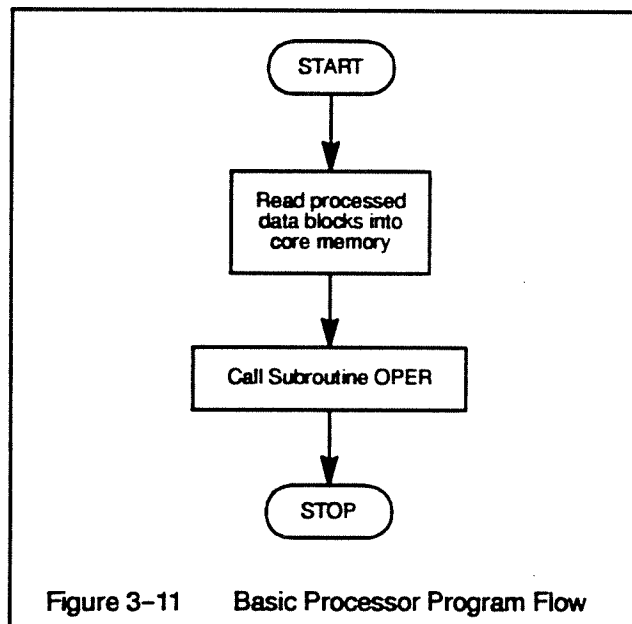 START
Read processed
data blocks into
core memory
Call Subroutine OPER
STOP
Figure 3-11 Basic Processor Program Flow